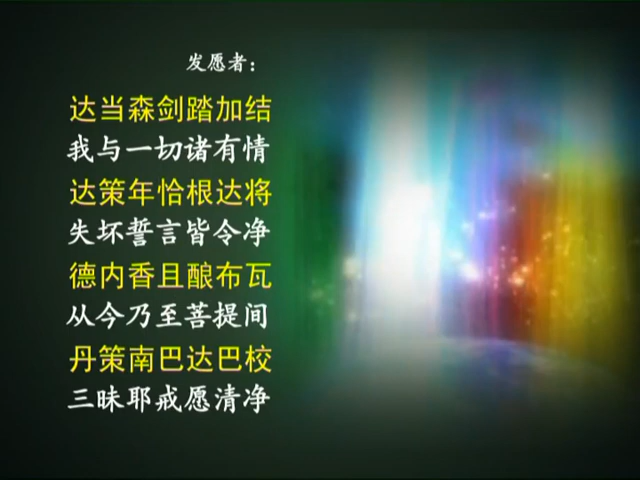 发愿者：
达当森剑踏加结
我与一切诸有情
达策年恰根达将
失坏誓言皆令净
德内香且酿布瓦
从今乃至菩提间
丹策南巴达巴校
三昧耶戒愿清净